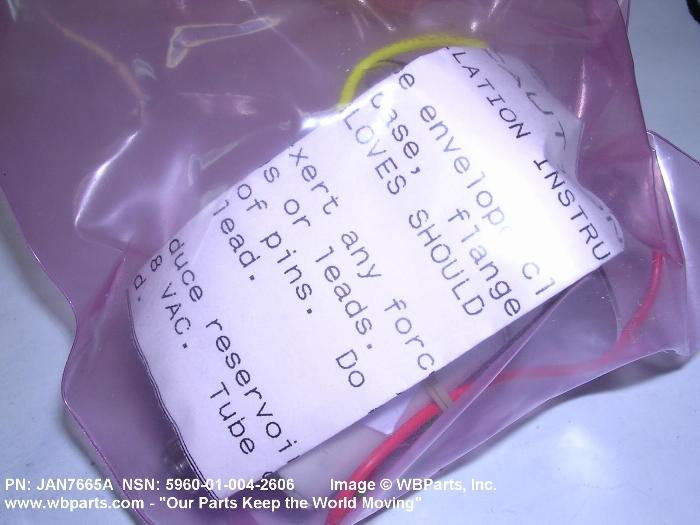 CAUT
LATION INSTRU
e envelop cl
case, flange
LOVES SHOULD
xert any forc
s or leads. Do
of pins.
lead.
duce reservoi
8 VAC. Tube
d.
PN: JAN7665A NSN: 5960-01-004-2606 Image © WBParts, Inc.
www.wbparts.com - "Our Parts Keep the World Moving"